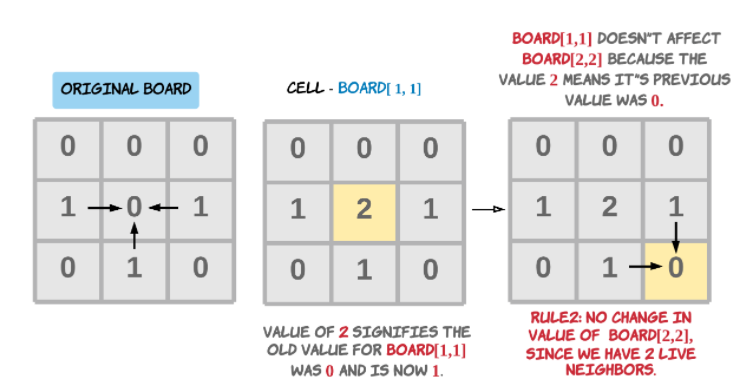 BOARD[1,1] DOESN"T AFFECT
BOARD[2,2] BECAUSE THE
VALUE 2 MEANS IT"S PREVIOUS
VALUE WAS 0.
ORIGINAL BOARD
CELL - BOARD[ 1, 1]
0 0 0
1 0 1
0 1 0
0 0 0
1 2 1
0 1 0
0 0 0
1 2 1
0 1 0
VALUE OF 2 SIGNIFIES THE
OLD VALUE FOR BOARD[1,1]
WAS 0 AND IS NOW 1.
RULE2: NO CHANGE IN
VALUE OF BOARD[2,2],
SINCE WE HAVE 2 LIVE
NEIGHBORS.